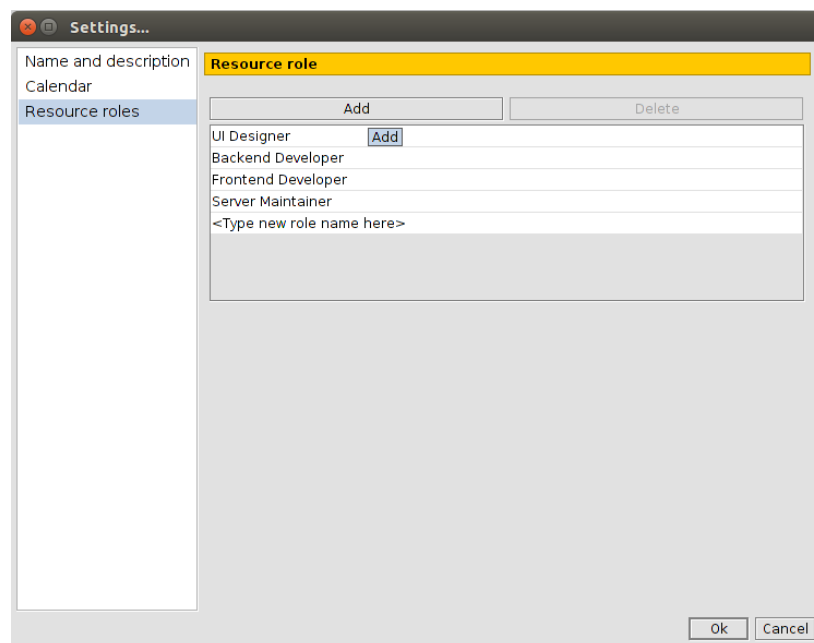 Settings...
Name and description
Calendar
Resource roles
Resource role
Add
Delete
UI Designer
Add
Backend Developer
Frontend Developer
Server Maintainer
<Type new role name here>
Ok
Cancel